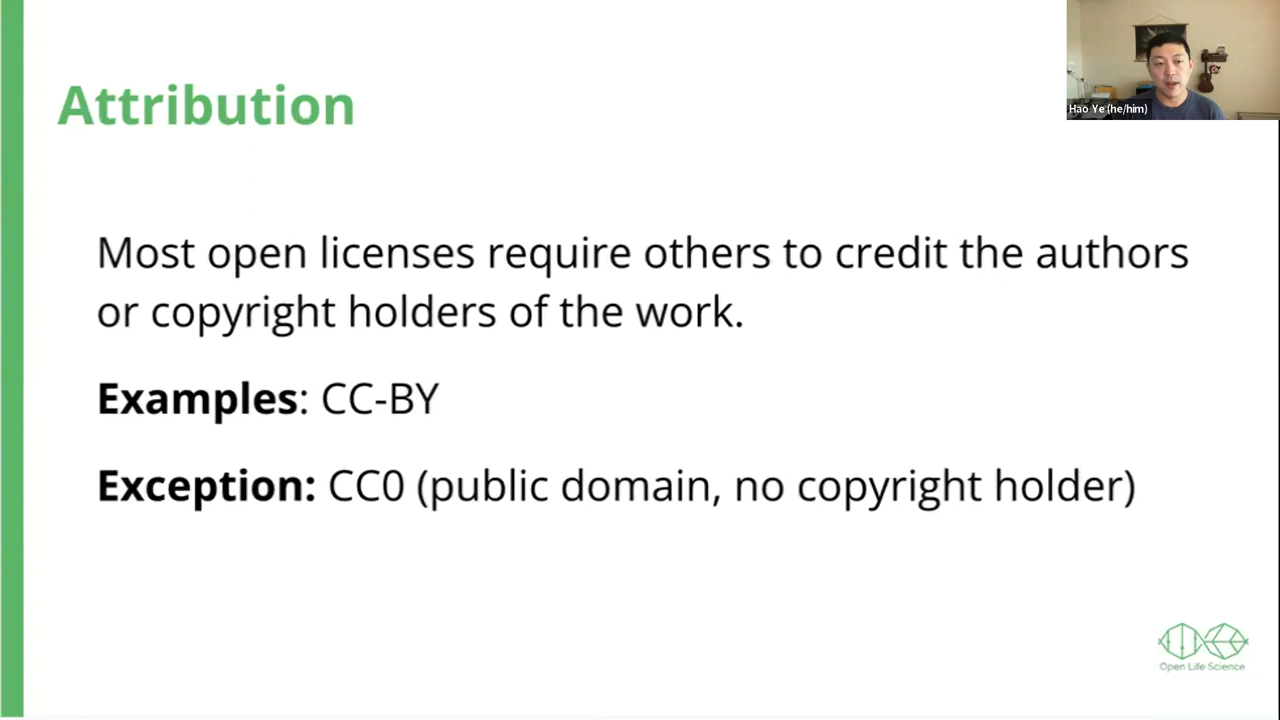 Attribution
Hao Ye (he/him)
Most open licenses require others to credit the authors
or copyright holders of the work.
Examples: CC-BY
Exception: CC0 (public domain, no copyright holder)
Open Life Science